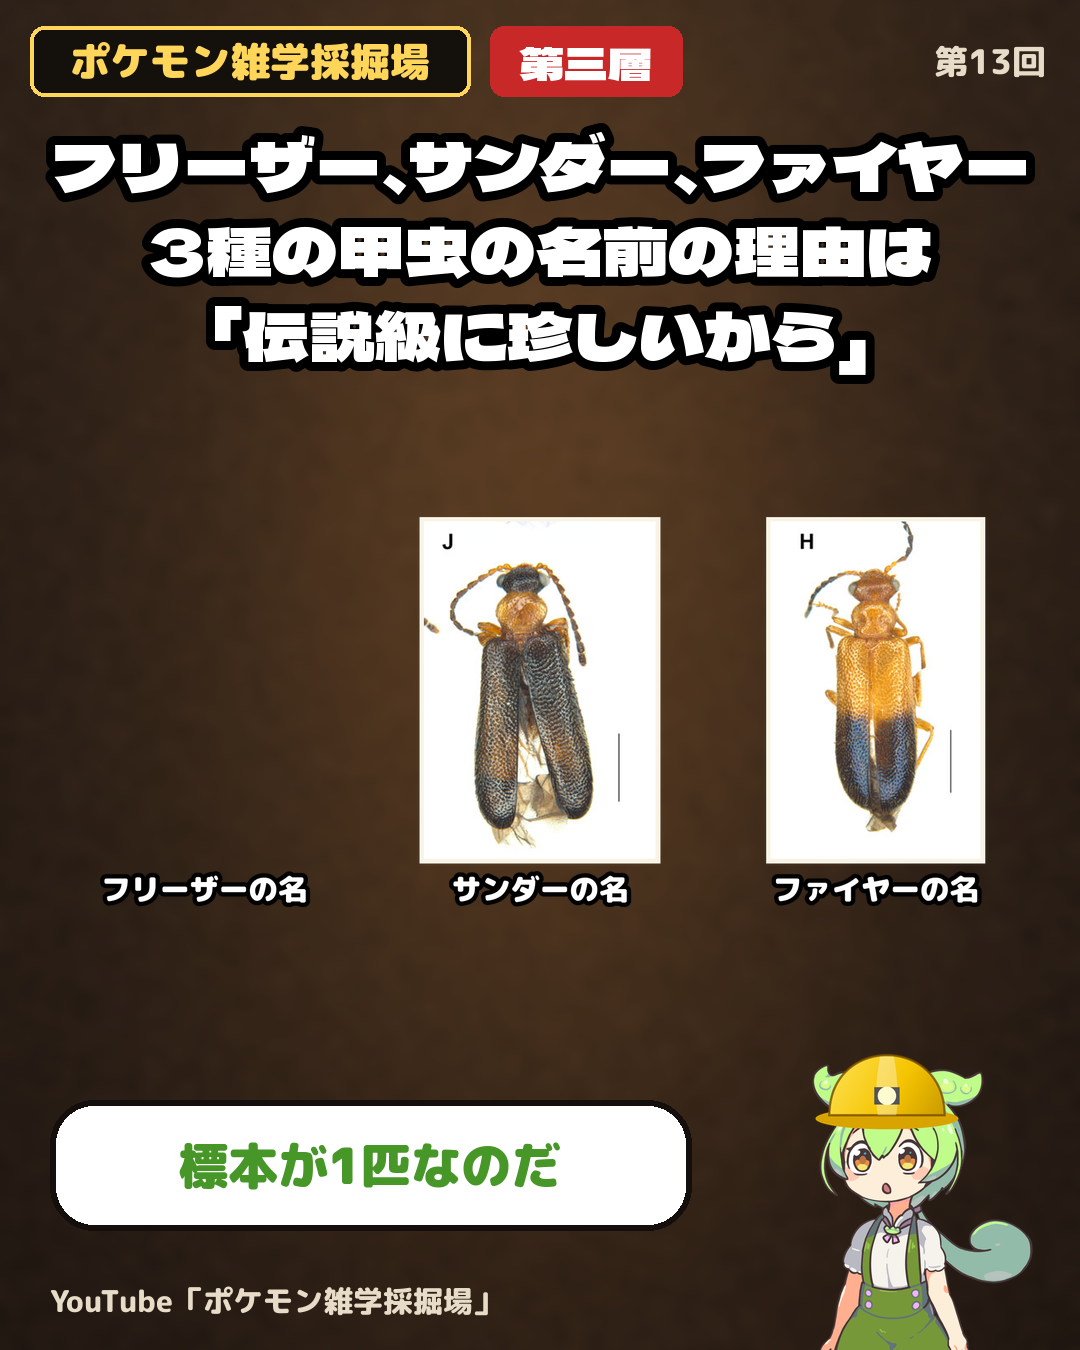 ポケモン雑学採掘場
第三層
第13回
フリーザー、サンダー、ファイヤー
3種の甲虫の名前の理由は
「伝説級に珍しいから」
J
H
フリーザーの名
サンダーの名
ファイヤーの名
標本が1匹なのだ
YouTube「ポケモン雑学採掘場」